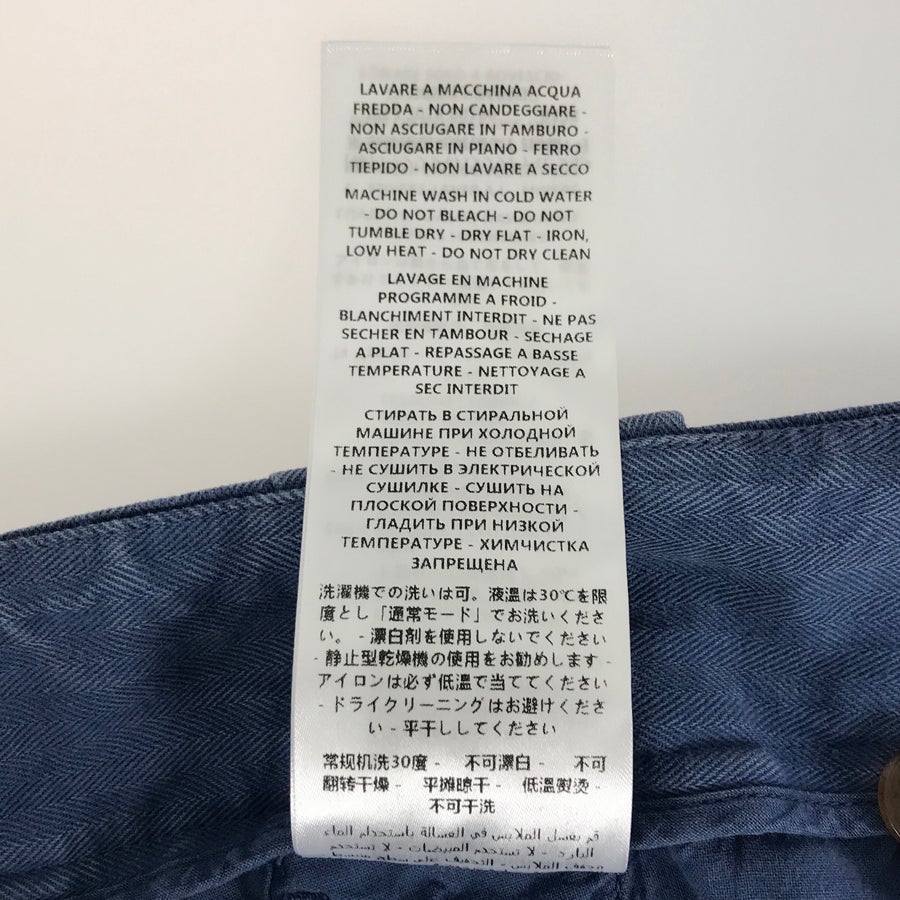 LAVARE A MACCHINA ACQUA
FREDDA - NON CANDEGGIARE -
NON ASCIUGARE IN TAMBURO -
ASCIUGARE IN PIANO - FERRO
TIEPIDO - NON LAVARE A SECCO
MACHINE WASH IN COLD WATER
- DO NOT BLEACH - DO NOT
TUMBLE DRY - DRY FLAT - IRON,
LOW HEAT - DO NOT DRY CLEAN
LAVAGE EN MACHINE
PROGRAMME A FROID -
BLANCHIMENT INTERDIT - NE PAS
SECHER EN TAMBOUR - SECHAGE
A PLAT - REPASSAGE A BASSE
TEMPERATURE - NETTOYAGE A
SEC INTERDIT
СТИРАТЬ В СТИРАЛЬНОЙ
МАШИНЕ ПРИ ХОЛОДНОЙ
ТЕМПЕРАТУРЕ - НЕ ОТБЕЛИВАТЬ
- НЕ СУШИТЬ В ЭЛЕКТРИЧЕСКОЙ
СУШИЛКЕ - СУШИТЬ НА
ПЛОСКОЙ ПОВЕРХНОСТИ -
ГЛАДИТЬ ПРИ НИЗКОЙ
ТЕМПЕРАТУРЕ - ХИМЧИСТКА
ЗАПРЕЩЕНА
洗濯機での洗いは可。液温は30℃を限
度とし「通常モード」でお洗いくださ
い。 - 漂白剤を使用しないでください
- 静止型乾燥機の使用をお勧めします -
アイロンは必ず低温で当ててください
- ドライクリーニングはお避けくださ
い - 平干ししてください
常规机洗30度 - 不可漂白 - 不可
翻转干燥 - 平摊晾干 - 低温熨烫 -
不可干洗